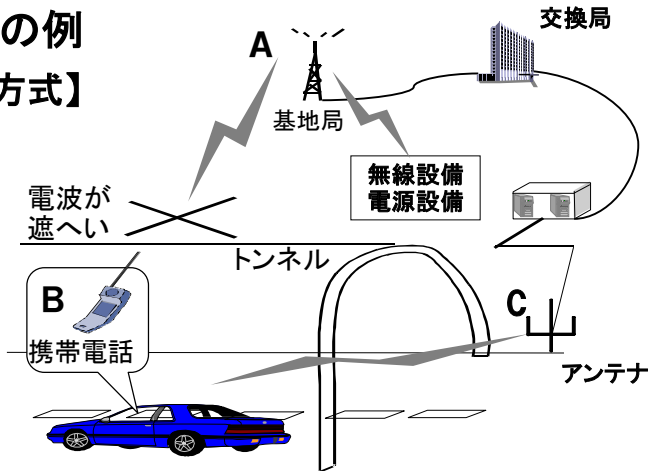 の例
方式】
A
交換局
基地局
無線設備
電源設備
電波が
遮へい
トンネル
B
携帯電話
C
アンテナ